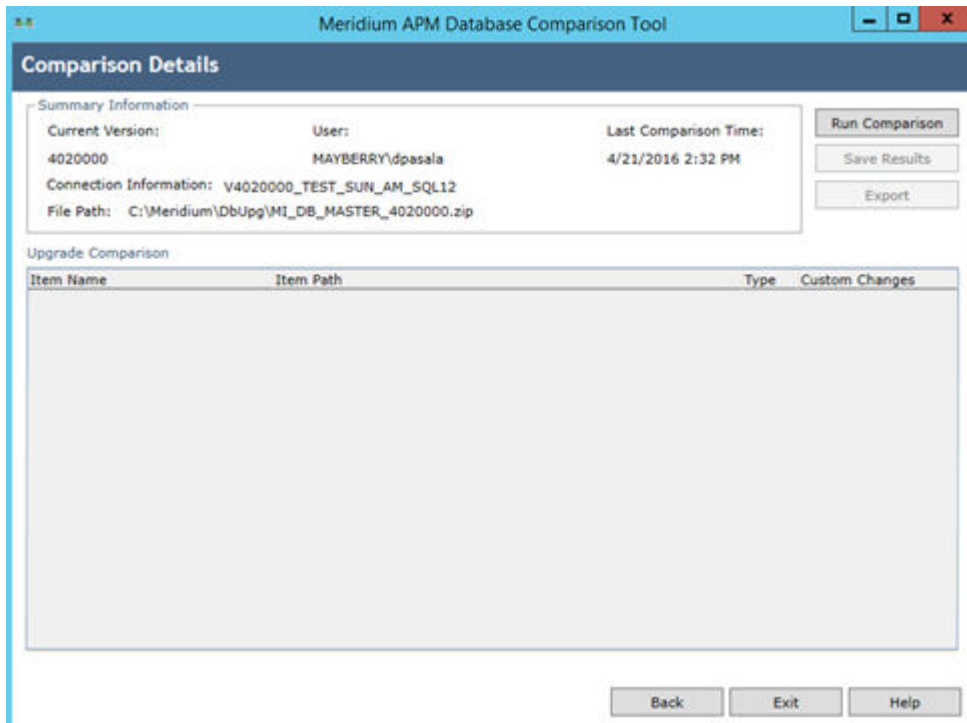 Meridium APM Database Comparison Tool
Comparison Details
Summary Information
Current Version: User: Last Comparison Time:
4020000 MAYBERRY\dpasala 4/21/2016 2:32 PM
Connection Information: V4020000_TEST_SUN_AM_SQL12
File Path: C:\Meridium\DbUpg\MI_DB_MASTER_4020000.zip
Run Comparison
Save Results
Export
Upgrade Comparison
Item Name Item Path Type Custom Changes
Back Exit Help